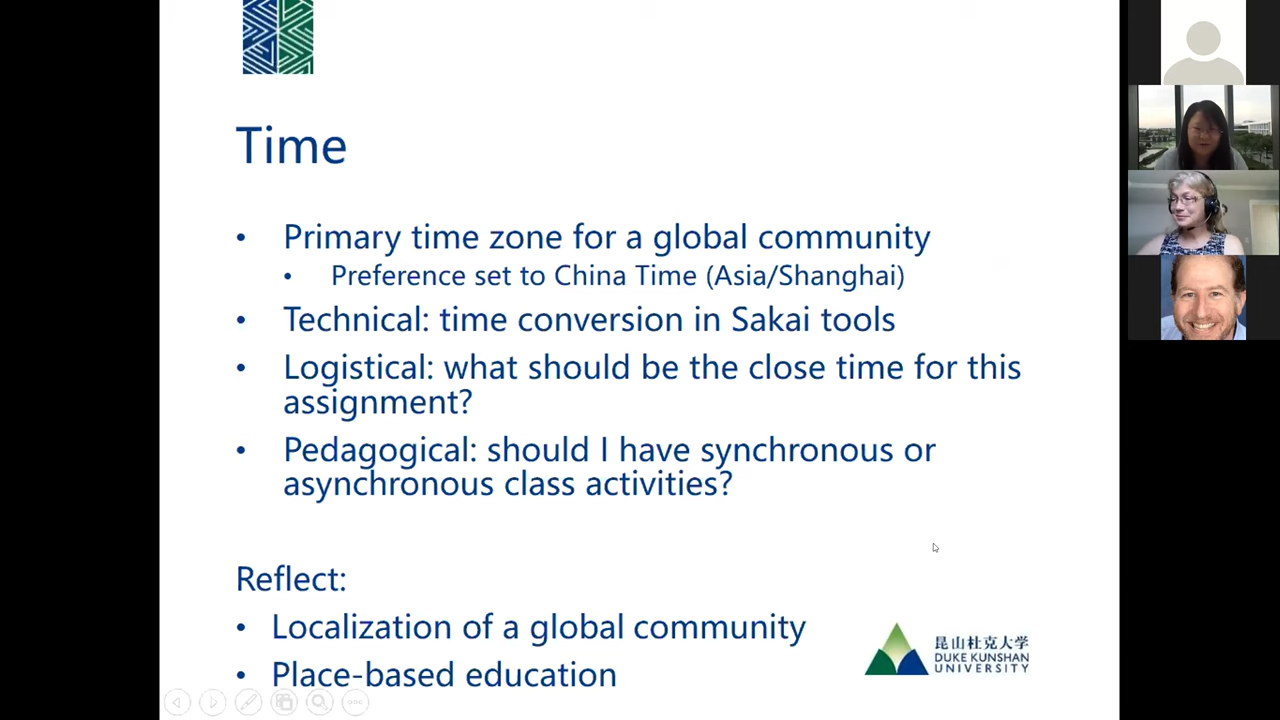 Time
• Primary time zone for a global community
• Preference set to China Time (Asia/Shanghai)
• Technical: time conversion in Sakai tools
• Logistical: what should be the close time for this
assignment?
• Pedagogical: should I have synchronous or
asynchronous class activities?
Reflect:
• Localization of a global community
• Place-based education
昆山杜克大学
DUKE KUNSHAN
UNIVERSITY